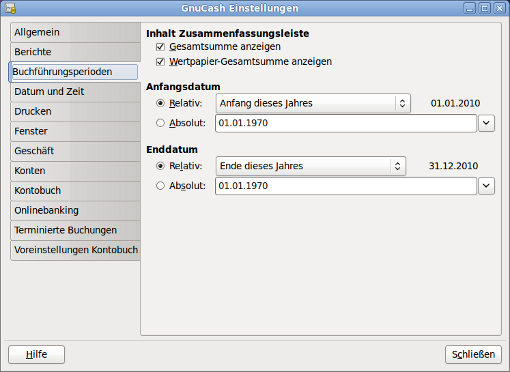 GnuCash Einstellungen
Allgemein
Berichte
Buchführungsperioden
Datum und Zeit
Drucken
Fenster
Geschäft
Konten
Kontobuch
Onlinebanking
Terminierte Buchungen
Voreinstellungen Kontobuch
Inhalt Zusammenfassungsleiste
Gesamtsumme anzeigen
Wertpapier-Gesamtsumme anzeigen
Anfangsdatum
Relativ: Anfang dieses Jahres 01.01.2010
Absolut: 01.01.1970
Enddatum
Relativ: Ende dieses Jahres 31.12.2010
Absolut: 01.01.1970
Hilfe
Schließen